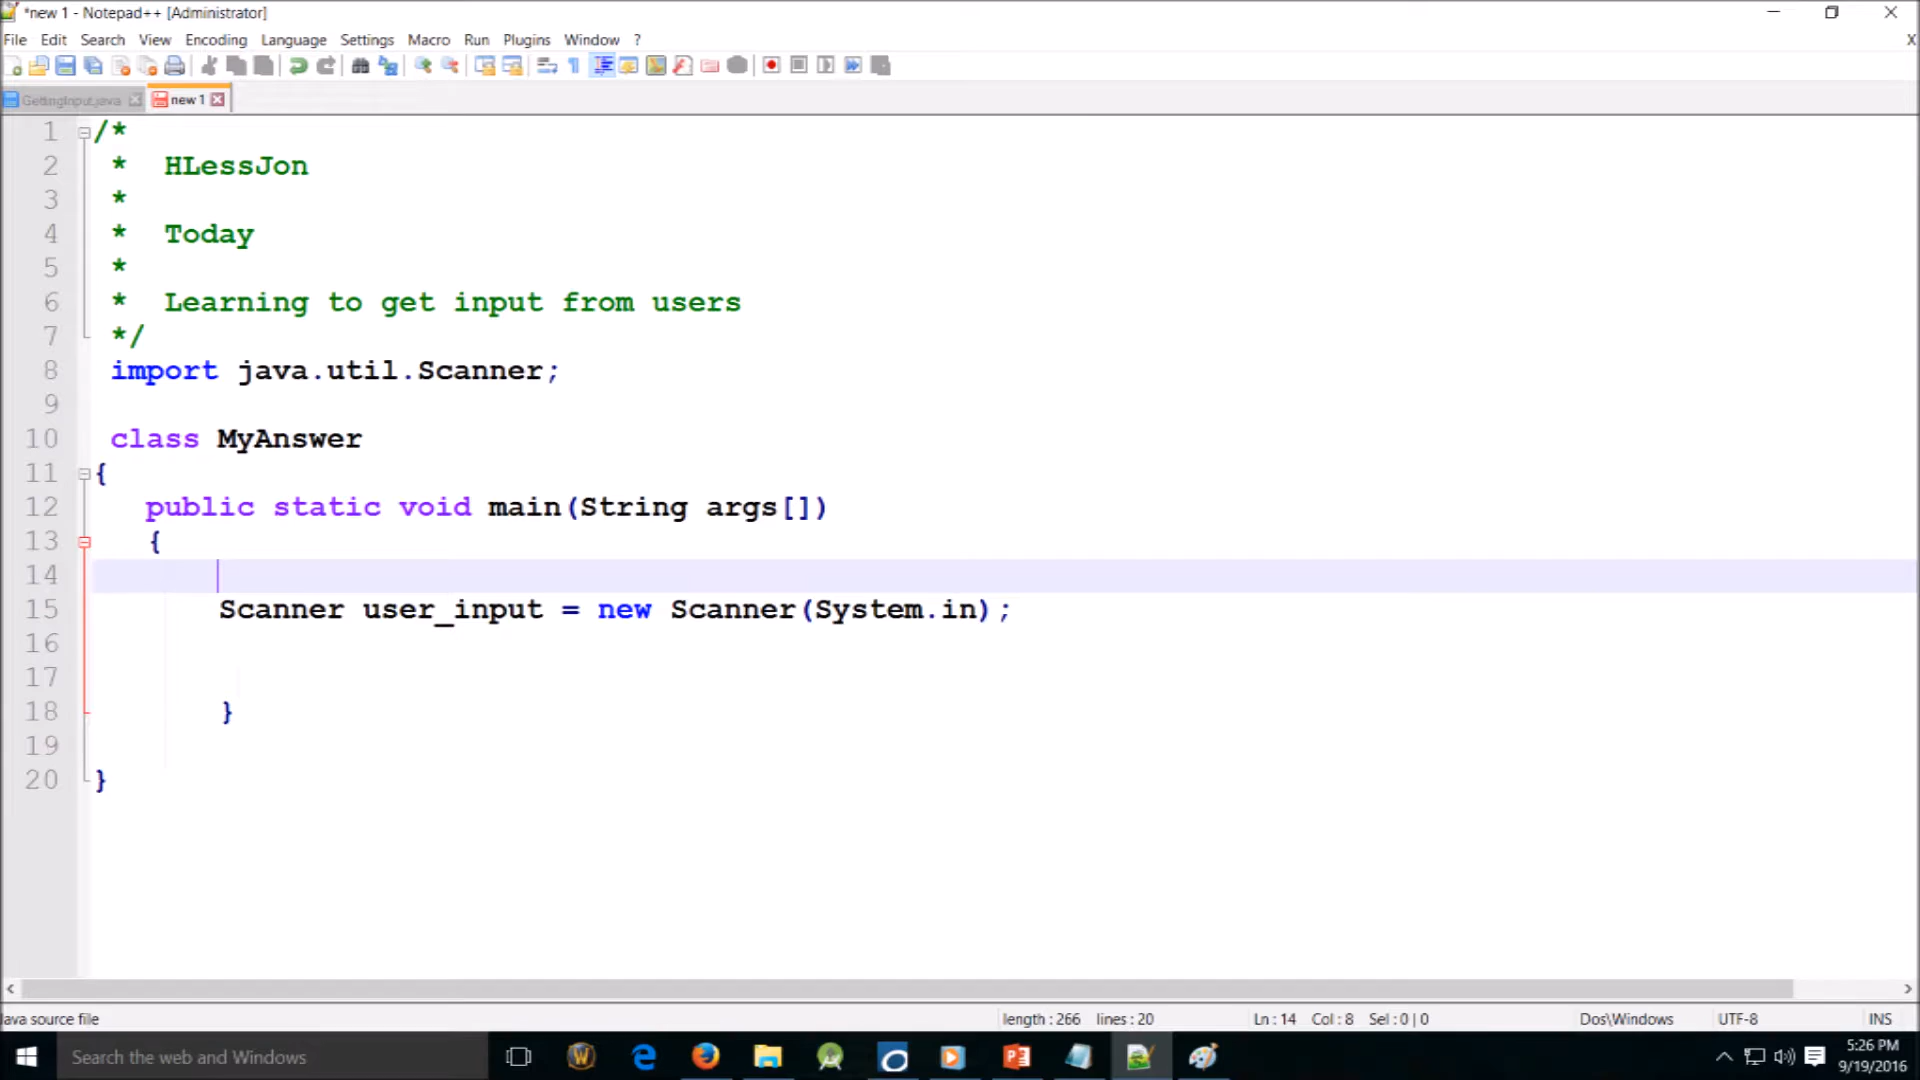 *new 1 - Notepad++ [Administrator]
File Edit Search View Encoding Language Settings Macro Run Plugins Window ? X
GettingInput.java new 1
1 /*
2 * HLessJon
3 *
4 * Today
5 *
6 * Learning to get input from users
7 */
8 import java.util.Scanner;
9
10 class MyAnswer
11 {
12 public static void main(String args[])
13 {
14
15 Scanner user_input = new Scanner(System.in);
16
17
18 }
19
20 }
Java source file length : 266 lines : 20 Ln : 14 Col : 8 Sel : 0 | 0 Dos\Windows UTF-8 INS
Search the web and Windows
5:26 PM
9/19/2016